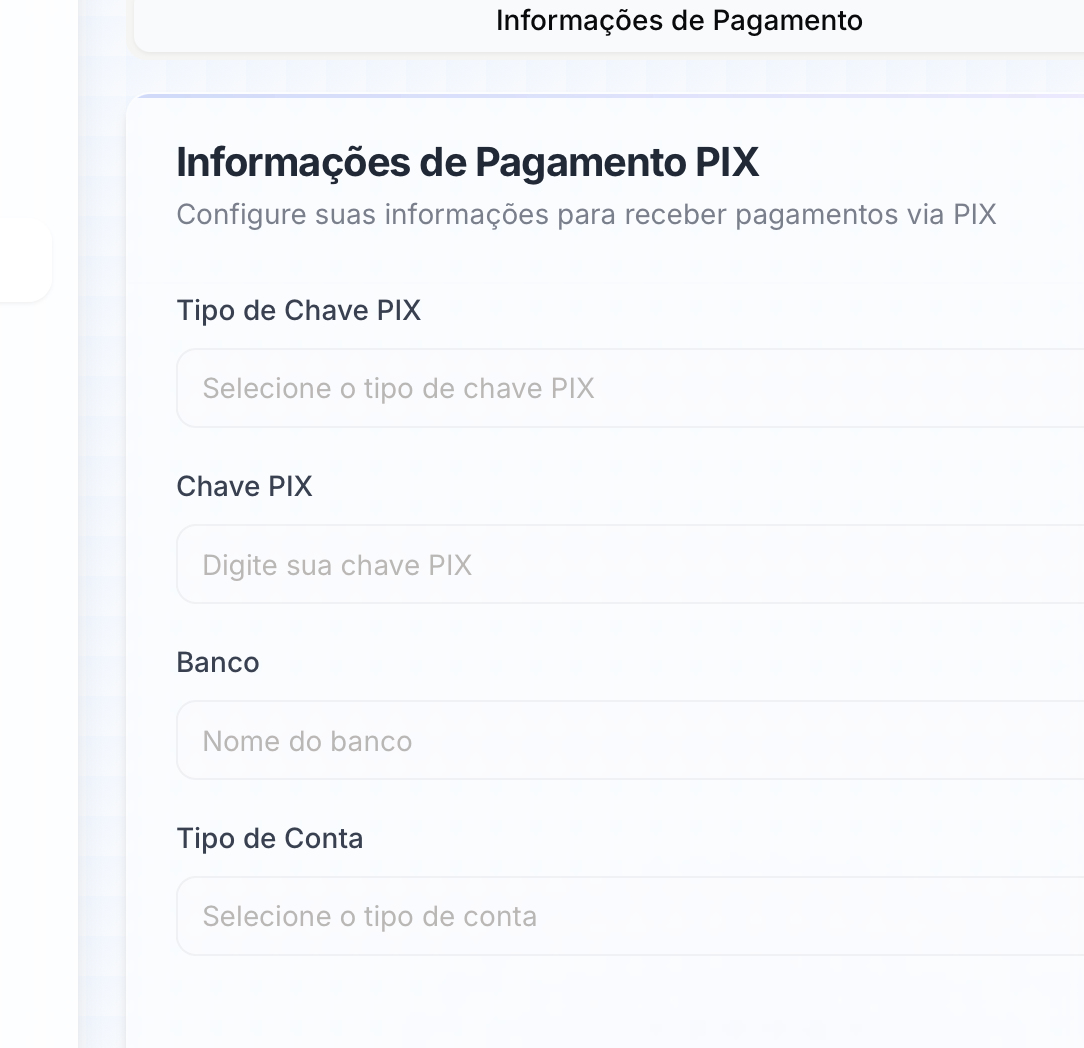 Informações de Pagamento
Informações de Pagamento PIX
Configure suas informações para receber pagamentos via PIX
Tipo de Chave PIX
Selecione o tipo de chave PIX
Chave PIX
Digite sua chave PIX
Banco
Nome do banco
Tipo de Conta
Selecione o tipo de conta